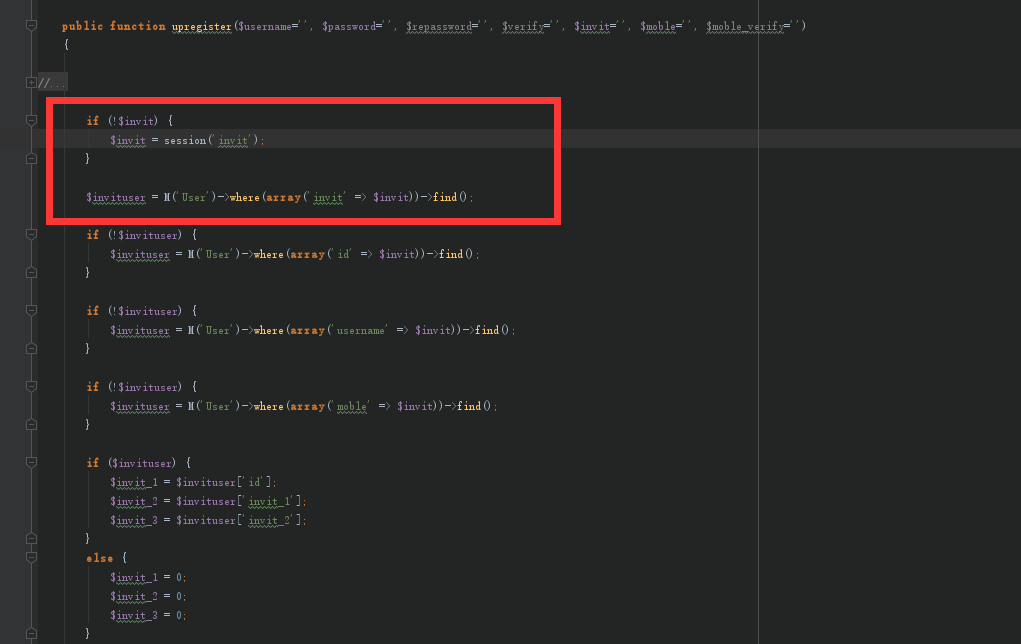 public function upregister($username='', $password='', $repassword='', $verify='', $invit='', $moble='', $moble_verify='')
{
//...
if (!$invit) {
$invit = session('invit');
}
$invituser = M('User')->where(array('invit' => $invit))->find();
if (!$invituser) {
$invituser = M('User')->where(array('id' => $invit))->find();
}
if (!$invituser) {
$invituser = M('User')->where(array('username' => $invit))->find();
}
if (!$invituser) {
$invituser = M('User')->where(array('moble' => $invit))->find();
}
if ($invituser) {
$invit_1 = $invituser['id'];
$invit_2 = $invituser['invit_1'];
$invit_3 = $invituser['invit_2'];
}
else {
$invit_1 = 0;
$invit_2 = 0;
$invit_3 = 0;
}